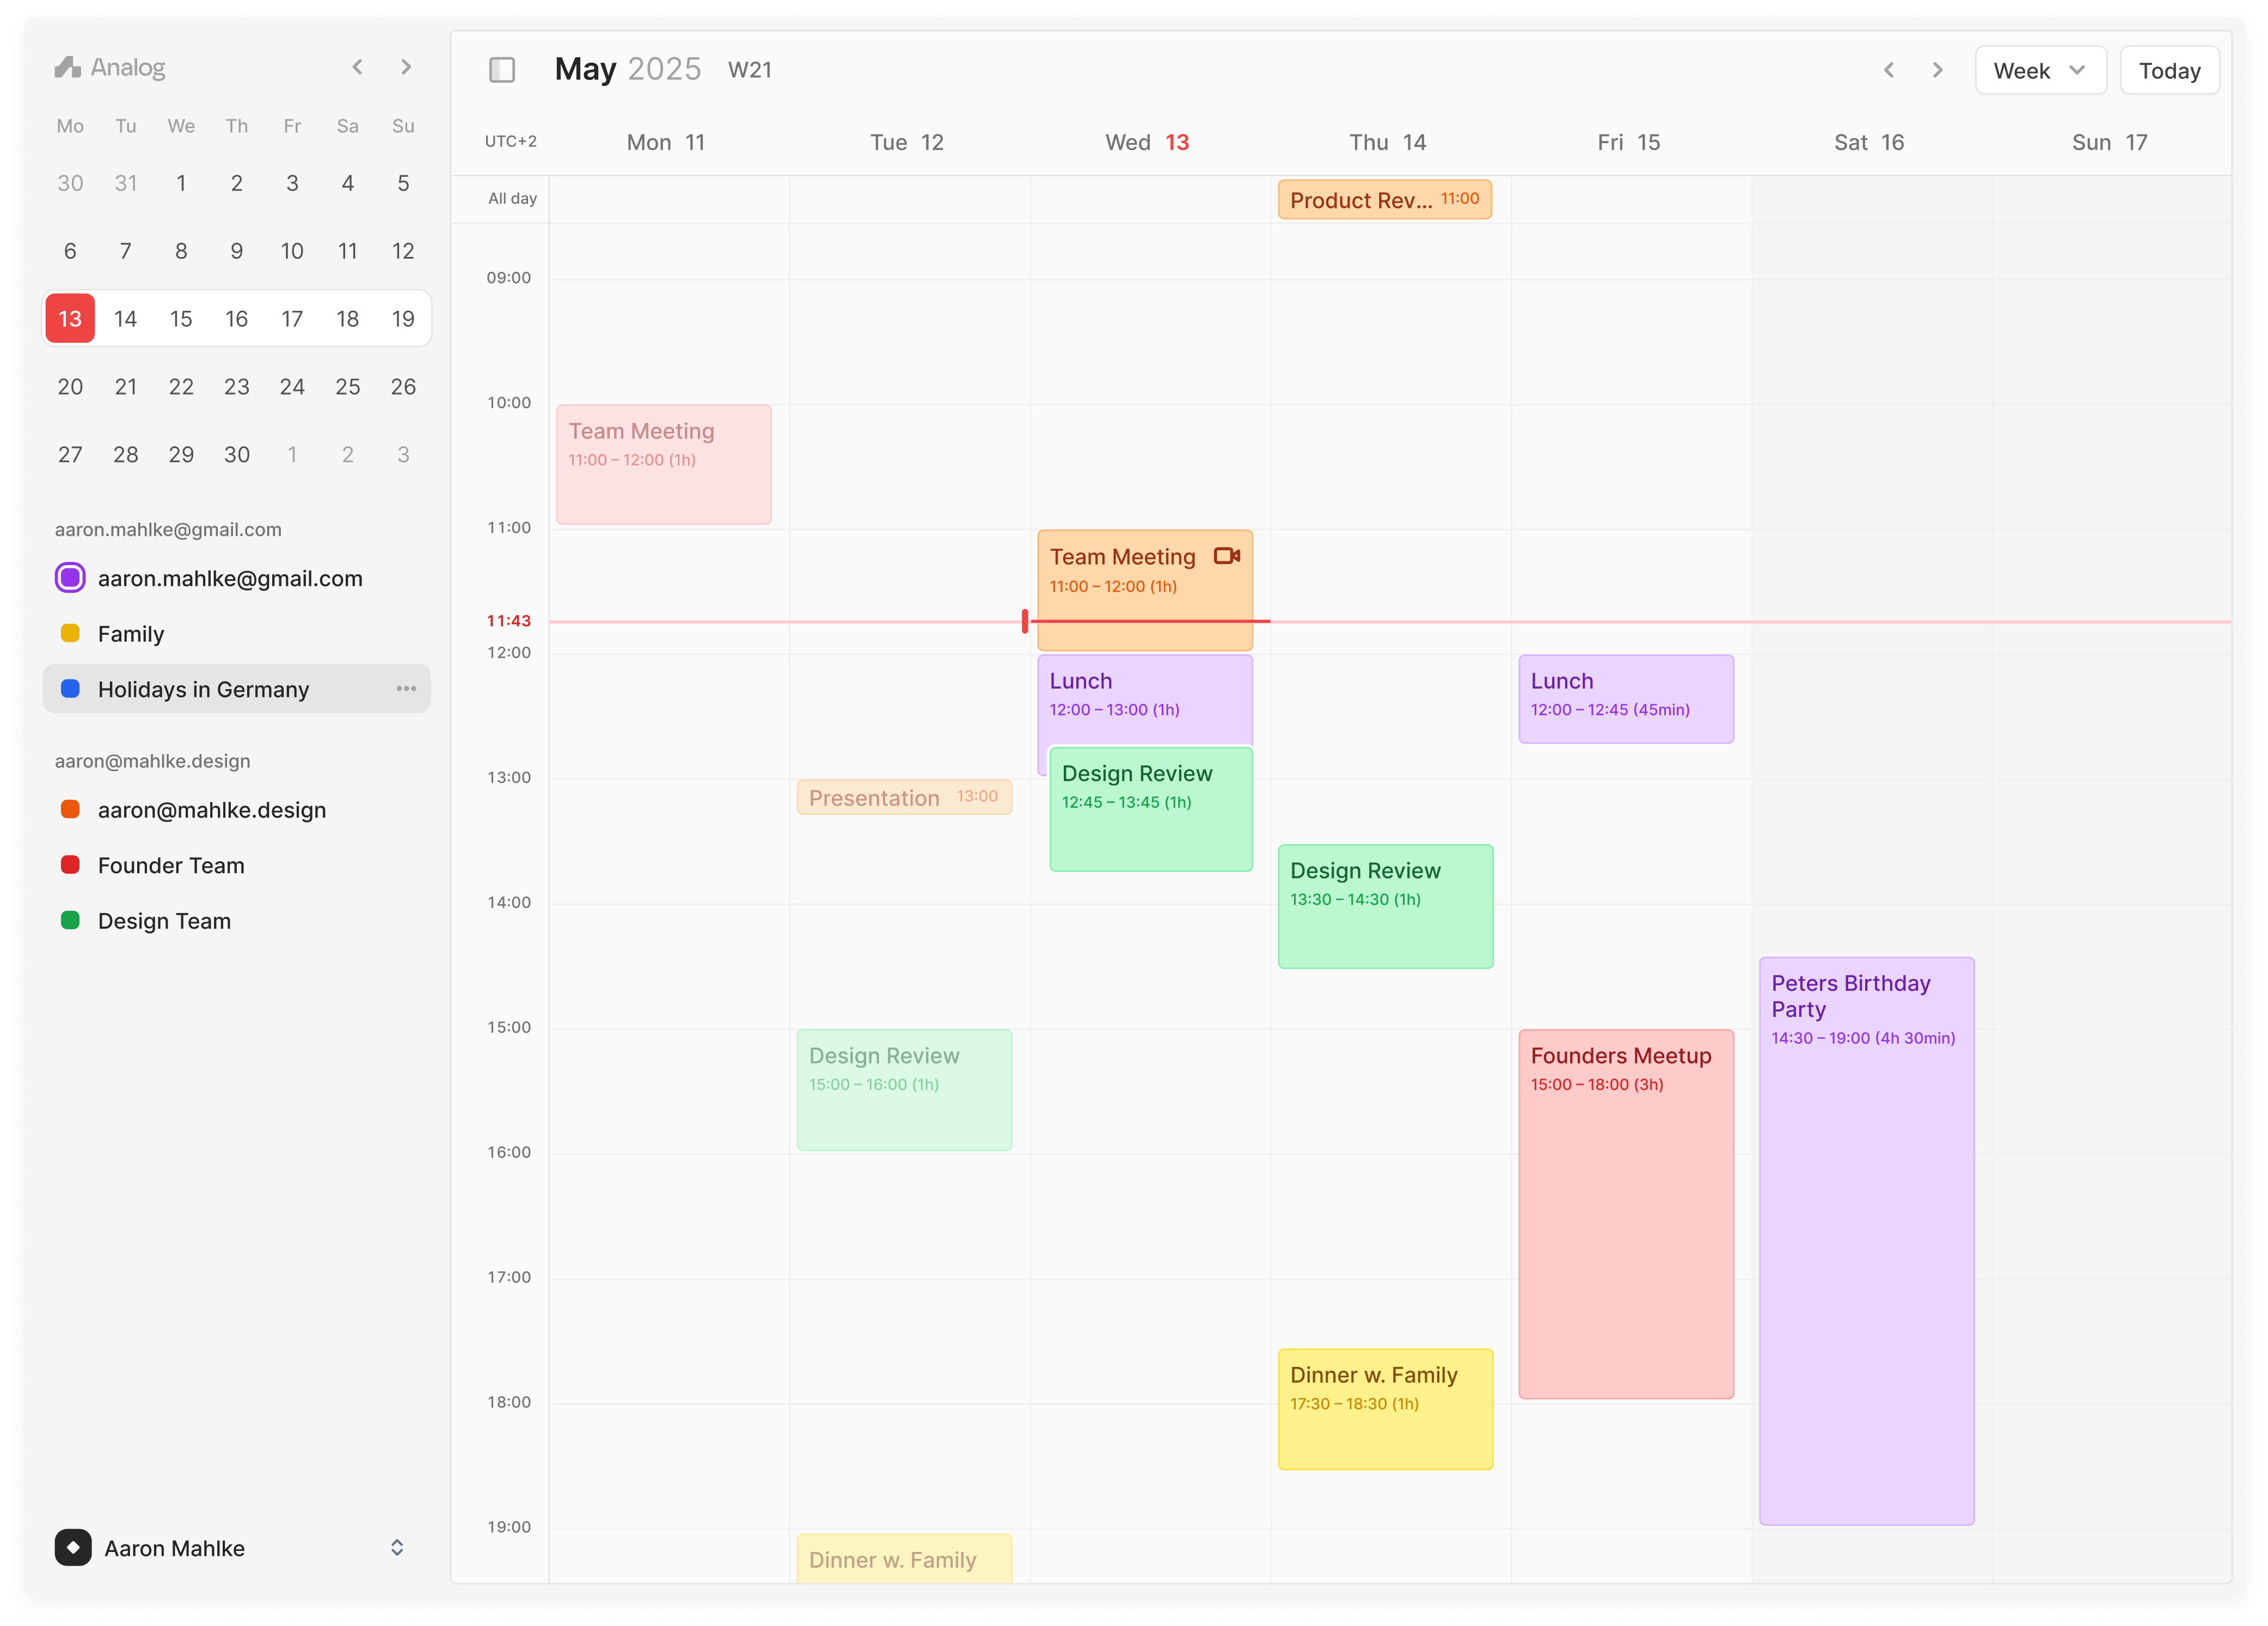 Analog
Mo Tu We Th Fr Sa Su
30 31 1 2 3 4 5
6 7 8 9 10 11 12
13 14 15 16 17 18 19
20 21 22 23 24 25 26
27 28 29 30 1 2 3
aaron.mahlke@gmail.com
aaron.mahlke@gmail.com
Family
Holidays in Germany
aaron@mahlke.design
aaron@mahlke.design
Founder Team
Design Team
Aaron Mahlke
May 2025 W21
Week
Today
UTC+2 Mon 11 Tue 12 Wed 13 Thu 14 Fri 15 Sat 16 Sun 17
All day
Product Rev... 11:00
09:00
10:00
11:00
11:43
12:00
13:00
14:00
15:00
16:00
17:00
18:00
19:00
Team Meeting
11:00 – 12:00 (1h)
Presentation 13:00
Design Review
15:00 – 16:00 (1h)
Dinner w. Family
Team Meeting
11:00 – 12:00 (1h)
Lunch
12:00 – 13:00 (1h)
Design Review
12:45 – 13:45 (1h)
Design Review
13:30 – 14:30 (1h)
Dinner w. Family
17:30 – 18:30 (1h)
Lunch
12:00 – 12:45 (45min)
Founders Meetup
15:00 – 18:00 (3h)
Peters Birthday
Party
14:30 – 19:00 (4h 30min)